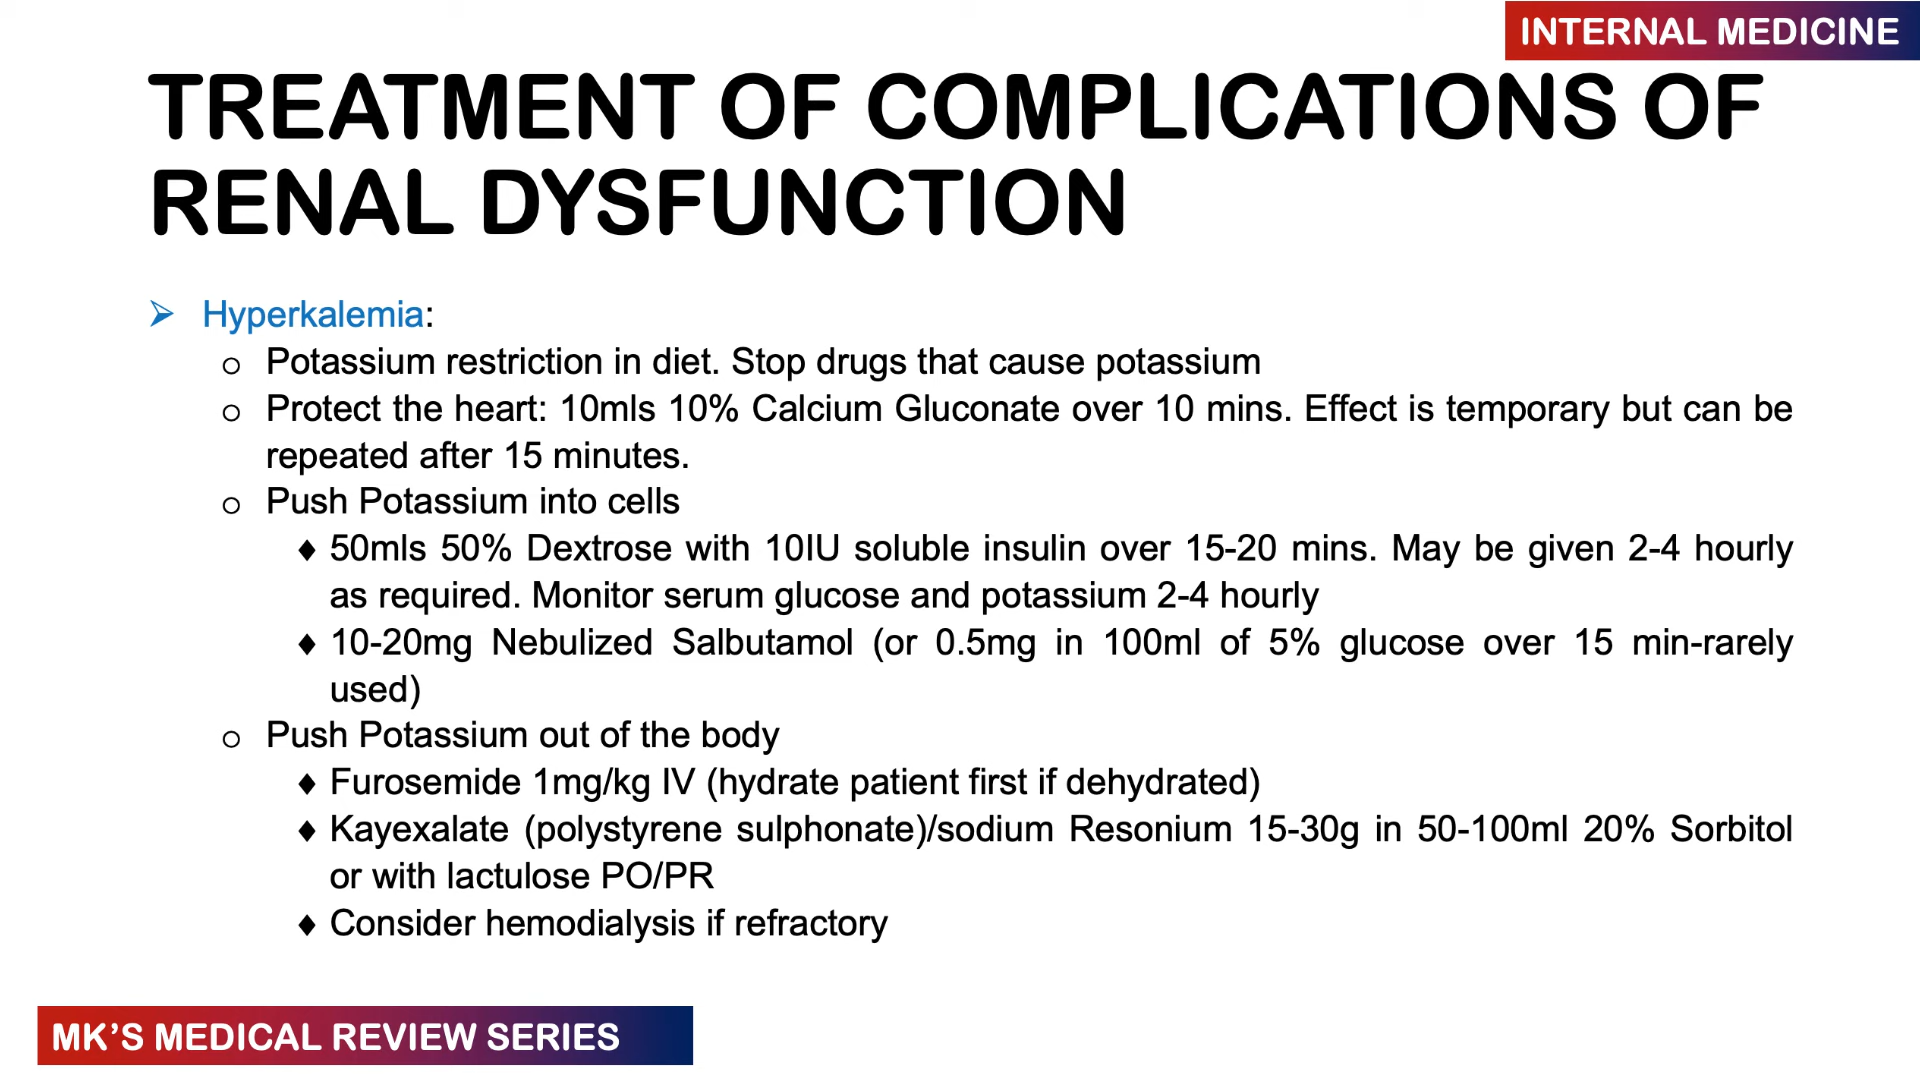 INTERNAL MEDICINE
TREATMENT OF COMPLICATIONS OF
RENAL DYSFUNCTION
➢ Hyperkalemia:
o Potassium restriction in diet. Stop drugs that cause potassium
o Protect the heart: 10mls 10% Calcium Gluconate over 10 mins. Effect is temporary but can be
repeated after 15 minutes.
o Push Potassium into cells
♦ 50mls 50% Dextrose with 10IU soluble insulin over 15-20 mins. May be given 2-4 hourly
as required. Monitor serum glucose and potassium 2-4 hourly
♦ 10-20mg Nebulized Salbutamol (or 0.5mg in 100ml of 5% glucose over 15 min-rarely
used)
o Push Potassium out of the body
♦ Furosemide 1mg/kg IV (hydrate patient first if dehydrated)
♦ Kayexalate (polystyrene sulphonate)/sodium Resonium 15-30g in 50-100ml 20% Sorbitol
or with lactulose PO/PR
♦ Consider hemodialysis if refractory
MK'S MEDICAL REVIEW SERIES